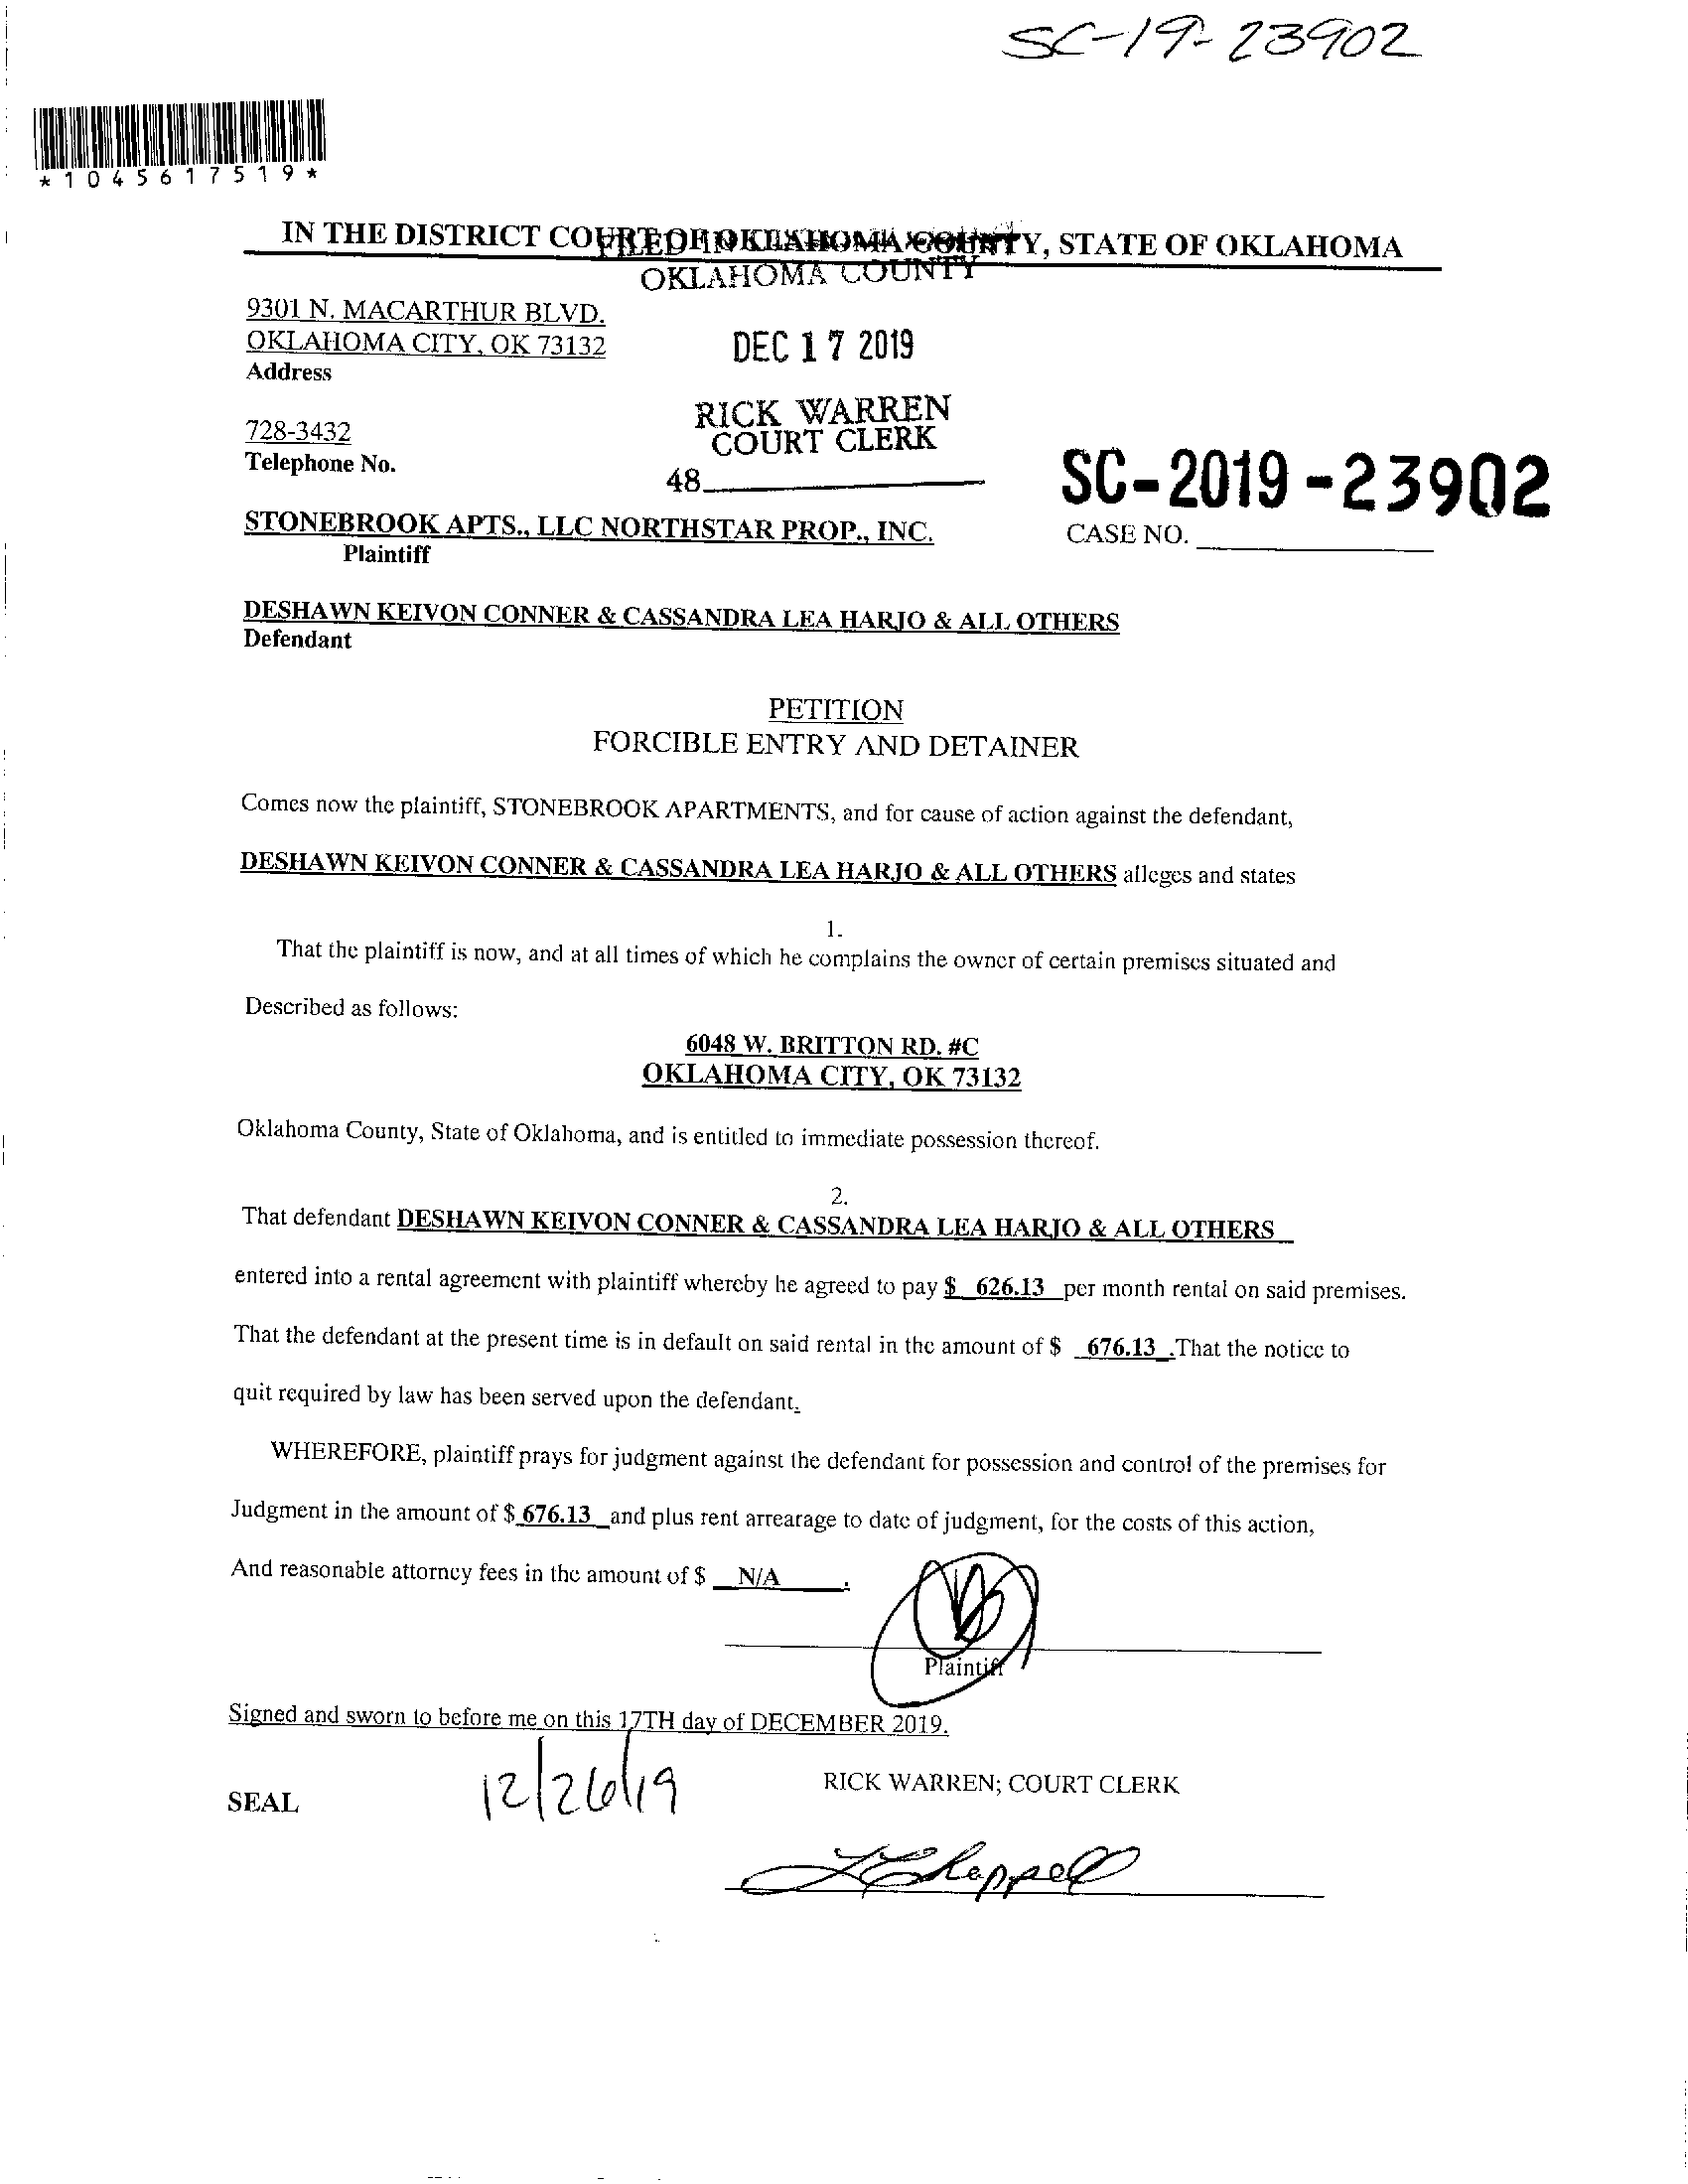 SC-19-23902
*1045617519*
IN THE DISTRICT COURT OF OKLAHOMA COUNTY, STATE OF OKLAHOMA
FILED IN
OKLAHOMA COUNTY
9301 N. MACARTHUR BLVD.
OKLAHOMA CITY, OK 73132
Address
DEC 17 2019
RICK WARREN
COURT CLERK
728-3432
Telephone No.
48
SC-2019-23902
CASE NO.
STONEBROOK APTS., LLC NORTHSTAR PROP., INC.
Plaintiff
DESHAWN KEIVON CONNER & CASSANDRA LEA HARJO & ALL OTHERS
Defendant
PETITION
FORCIBLE ENTRY AND DETAINER
Comes now the plaintiff, STONEBROOK APARTMENTS, and for cause of action against the defendant,
DESHAWN KEIVON CONNER & CASSANDRA LEA HARJO & ALL OTHERS alleges and states
1.
That the plaintiff is now, and at all times of which he complains the owner of certain premises situated and
Described as follows:
6048 W. BRITTON RD. #C
OKLAHOMA CITY, OK 73132
Oklahoma County, State of Oklahoma, and is entitled to immediate possession thereof.
2.
That defendant DESHAWN KEIVON CONNER & CASSANDRA LEA HARJO & ALL OTHERS
entered into a rental agreement with plaintiff whereby he agreed to pay $ 626.13 per month rental on said premises.
That the defendant at the present time is in default on said rental in the amount of $ 676.13 .That the notice to
quit required by law has been served upon the defendant.
WHEREFORE, plaintiff prays for judgment against the defendant for possession and control of the premises for
Judgment in the amount of $ 676.13 and plus rent arrearage to date of judgment, for the costs of this action,
And reasonable attorney fees in the amount of $ N/A .
Plaintiff
Signed and sworn to before me on this 17TH day of DECEMBER 2019.
12/26/19
RICK WARREN; COURT CLERK
SEAL